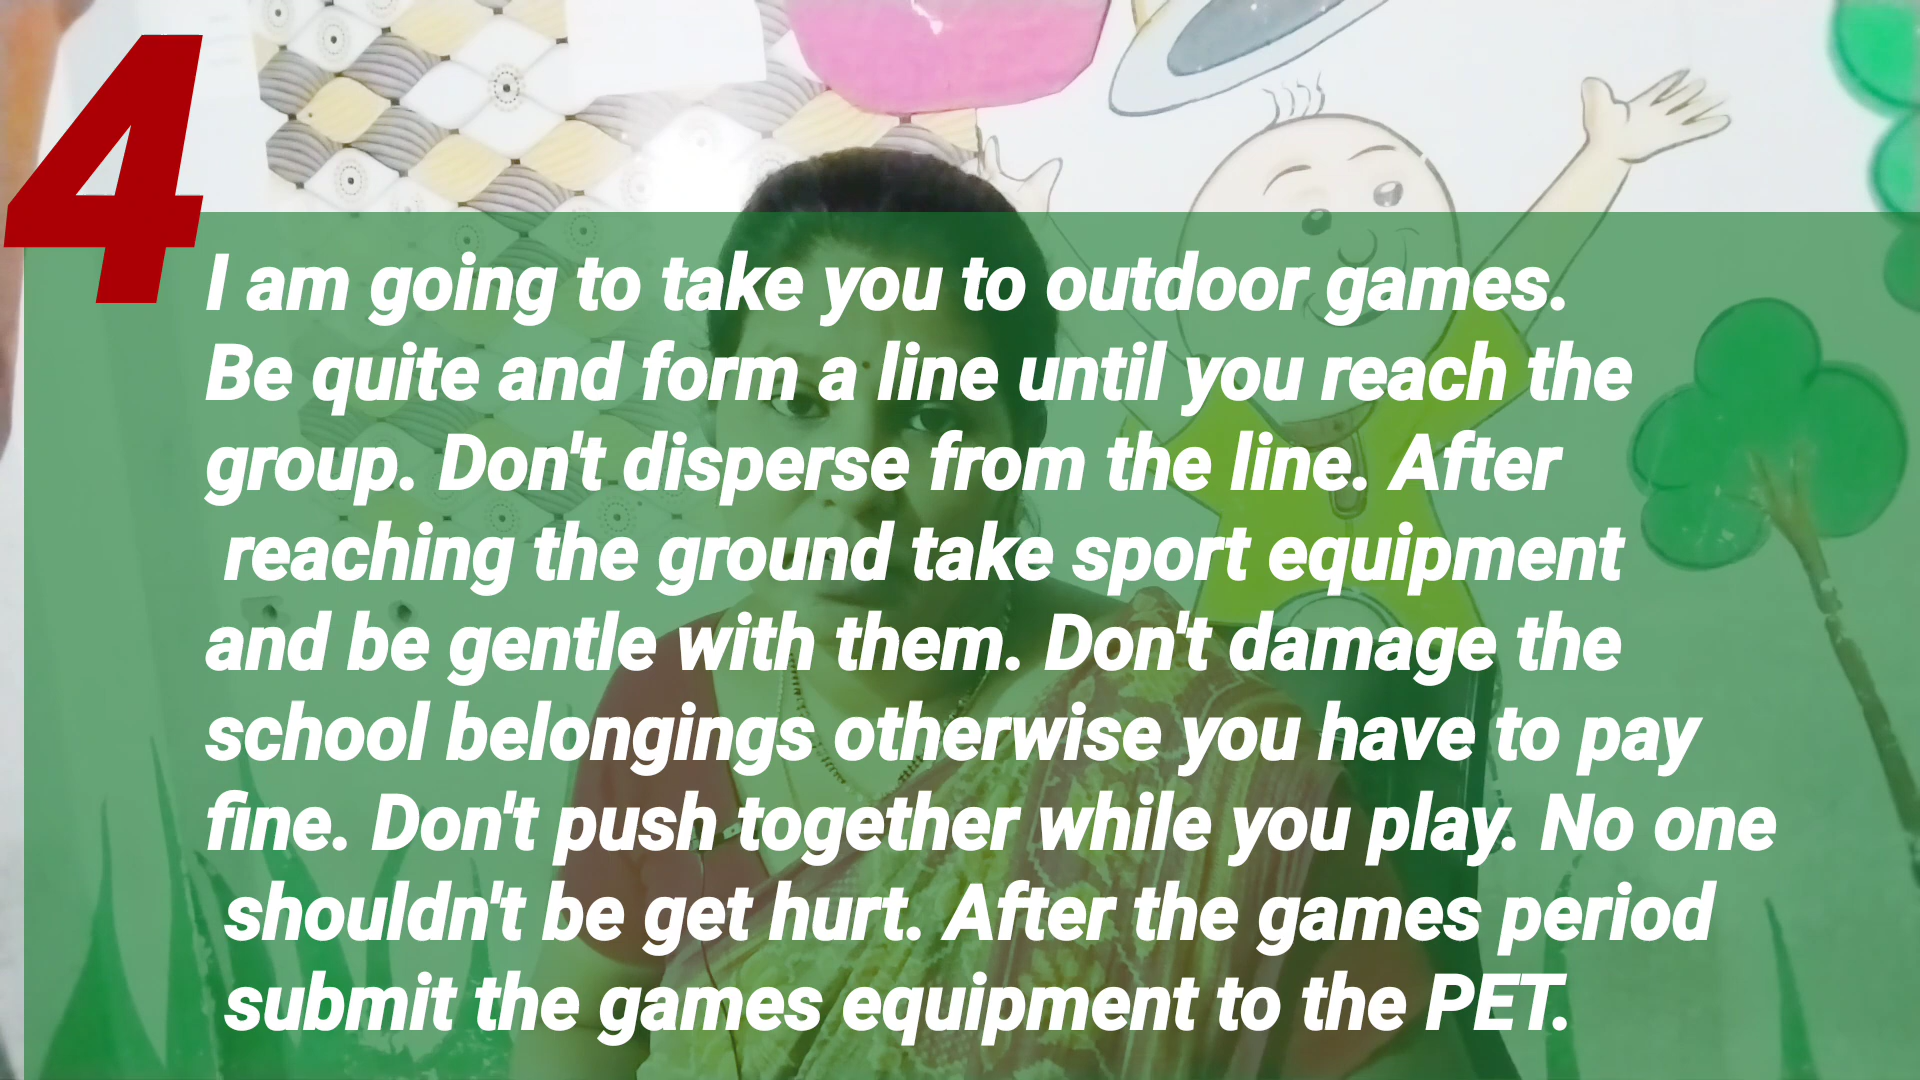 4
I am going to take you to outdoor games.
Be quite and form a line until you reach the
group. Don't disperse from the line. After
reaching the ground take sport equipment
and be gentle with them. Don't damage the
school belongings otherwise you have to pay
fine. Don't push together while you play. No one
shouldn't be get hurt. After the games period
submit the games equipment to the PET.